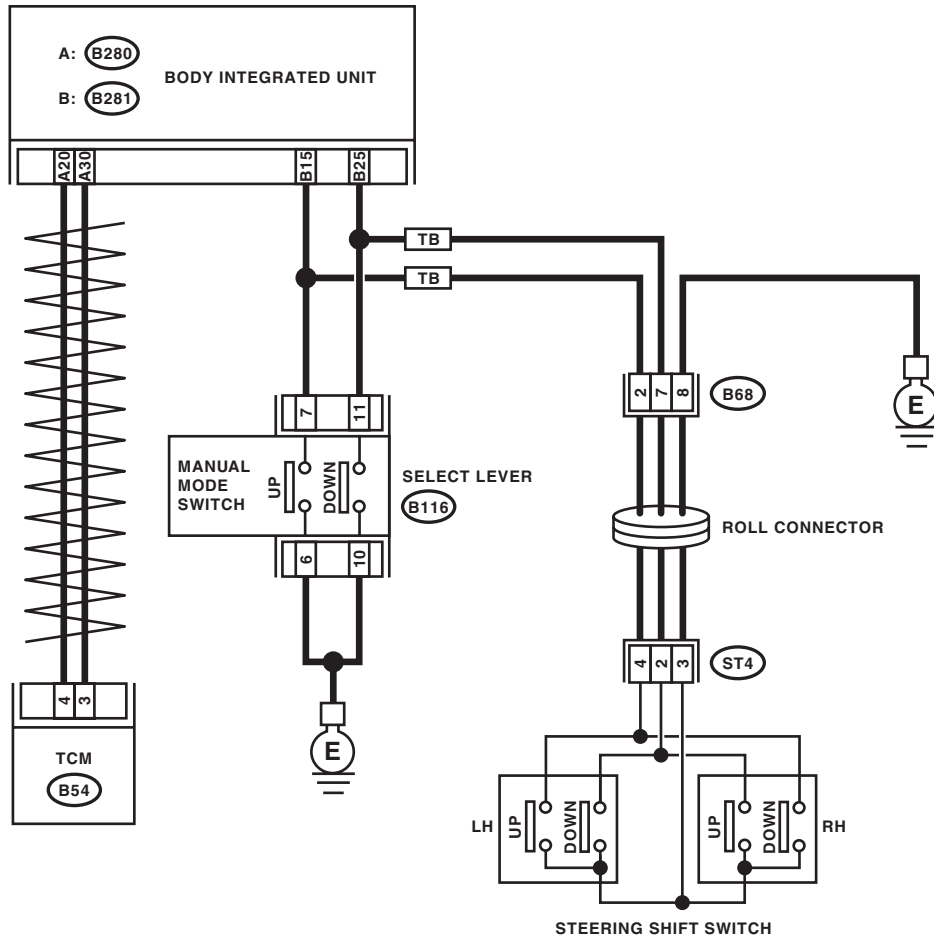 A: B280
BODY INTEGRATED UNIT
B: B281
A20 A30 B15 B25
TB
TB
2 7 8
B68
E
7 11
MANUAL
MODE
SWITCH
UP
DOWN
SELECT LEVER
B116
6 10
ROLL CONNECTOR
4 2 3
ST4
4 3
TCM
B54
E
LH
UP
DOWN
UP
DOWN
RH
STEERING SHIFT SWITCH